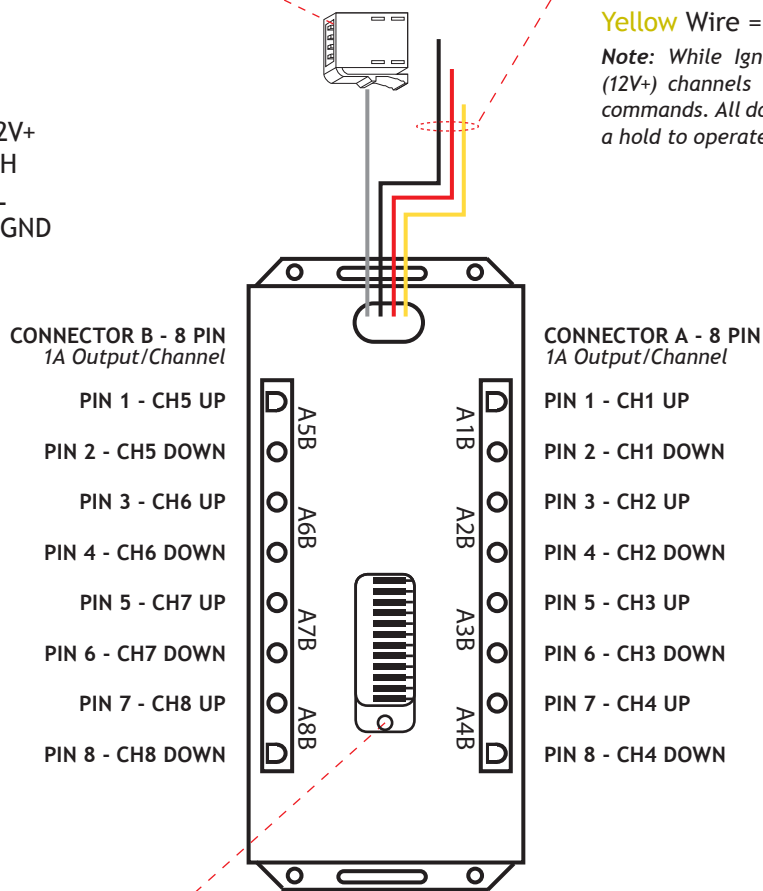 Yellow Wire =
Note: While Ign
(12V+) channels
commands. All do
a hold to operate
2V+
H
GND
CONNECTOR B - 8 PIN
1A Output/Channel
PIN 1 - CH5 UP
PIN 2 - CH5 DOWN
PIN 3 - CH6 UP
PIN 4 - CH6 DOWN
PIN 5 - CH7 UP
PIN 6 - CH7 DOWN
PIN 7 - CH8 UP
PIN 8 - CH8 DOWN
A5B
A6B
A7B
A8B
A1B
A2B
A3B
A4B
CONNECTOR A - 8 PIN
1A Output/Channel
PIN 1 - CH1 UP
PIN 2 - CH1 DOWN
PIN 3 - CH2 UP
PIN 4 - CH2 DOWN
PIN 5 - CH3 UP
PIN 6 - CH3 DOWN
PIN 7 - CH4 UP
PIN 8 - CH4 DOWN